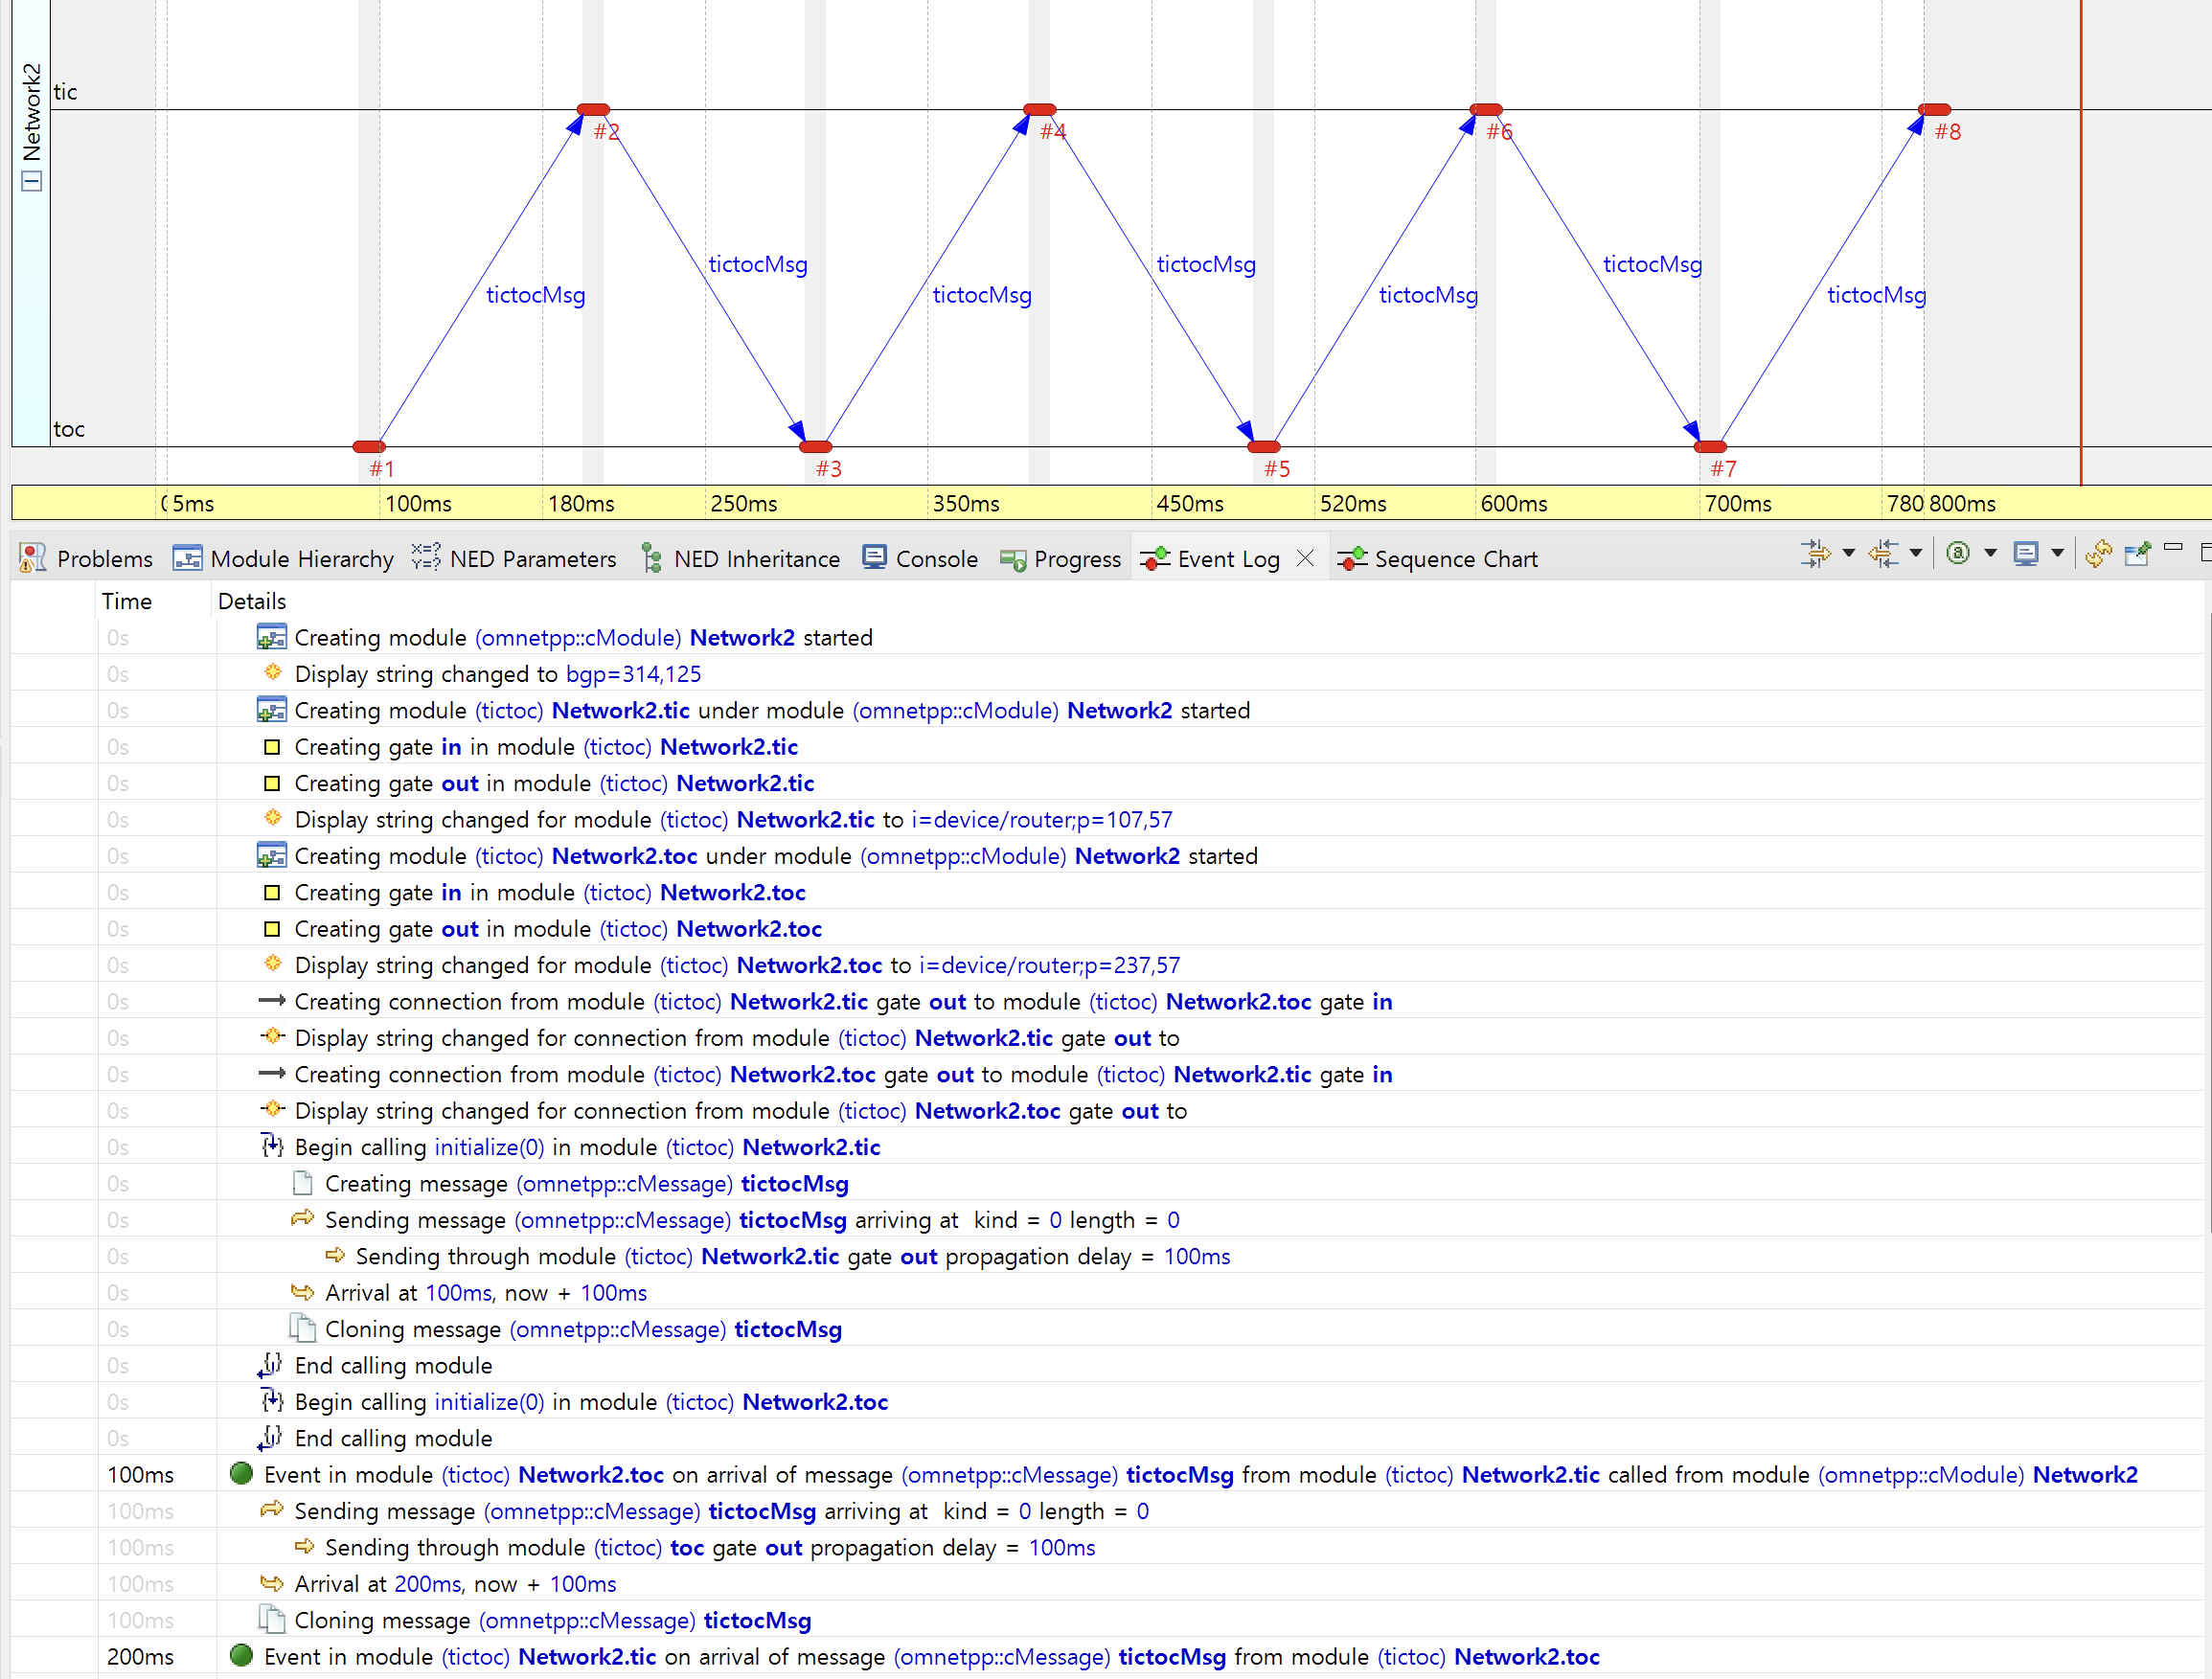 Network2
tic
#2
#4
#6
#8
tictocMsg
tictocMsg
tictocMsg
tictocMsg
tictocMsg
tictocMsg
tictocMsg
toc
#1
#3
#5
#7
5ms 100ms 180ms 250ms 350ms 450ms 520ms 600ms 700ms 780 800ms
Problems Module Hierarchy NED Parameters NED Inheritance Console Progress Event Log Sequence Chart
Time Details
0s Creating module (omnetpp::cModule) Network2 started
0s Display string changed to bgp=314,125
0s Creating module (tictoc) Network2.tic under module (omnetpp::cModule) Network2 started
0s Creating gate in in module (tictoc) Network2.tic
0s Creating gate out in module (tictoc) Network2.tic
0s Display string changed for module (tictoc) Network2.tic to i=device/router;p=107,57
0s Creating module (tictoc) Network2.toc under module (omnetpp::cModule) Network2 started
0s Creating gate in in module (tictoc) Network2.toc
0s Creating gate out in module (tictoc) Network2.toc
0s Display string changed for module (tictoc) Network2.toc to i=device/router;p=237,57
0s Creating connection from module (tictoc) Network2.tic gate out to module (tictoc) Network2.toc gate in
0s Display string changed for connection from module (tictoc) Network2.tic gate out to
0s Creating connection from module (tictoc) Network2.toc gate out to module (tictoc) Network2.tic gate in
0s Display string changed for connection from module (tictoc) Network2.toc gate out to
0s Begin calling initialize(0) in module (tictoc) Network2.tic
0s Creating message (omnetpp::cMessage) tictocMsg
0s Sending message (omnetpp::cMessage) tictocMsg arriving at kind = 0 length = 0
0s Sending through module (tictoc) Network2.tic gate out propagation delay = 100ms
0s Arrival at 100ms, now + 100ms
0s Cloning message (omnetpp::cMessage) tictocMsg
0s End calling module
0s Begin calling initialize(0) in module (tictoc) Network2.toc
0s End calling module
100ms Event in module (tictoc) Network2.toc on arrival of message (omnetpp::cMessage) tictocMsg from module (tictoc) Network2.tic called from module (omnetpp::cModule) Network2
100ms Sending message (omnetpp::cMessage) tictocMsg arriving at kind = 0 length = 0
100ms Sending through module (tictoc) toc gate out propagation delay = 100ms
100ms Arrival at 200ms, now + 100ms
100ms Cloning message (omnetpp::cMessage) tictocMsg
200ms Event in module (tictoc) Network2.tic on arrival of message (omnetpp::cMessage) tictocMsg from module (tictoc) Network2.toc